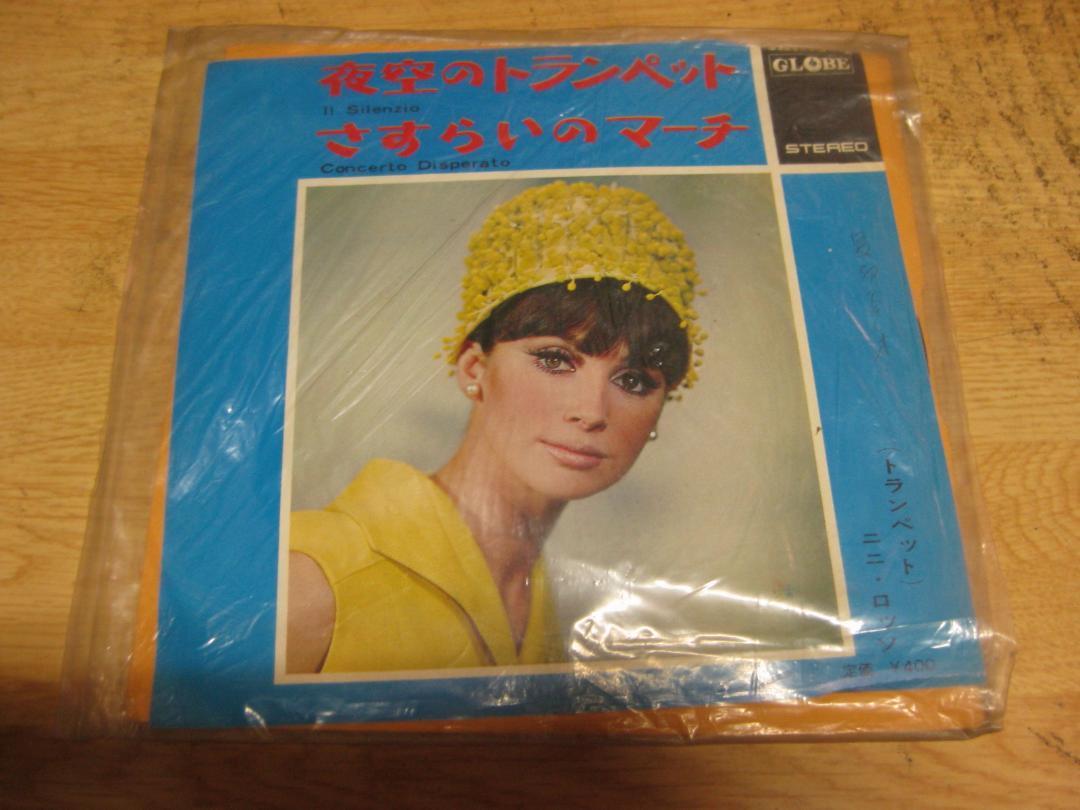 夜空のトランペット
Il Silenzio
さすらいのマーチ
Concerto Disperato
GLOBE
STEREO
(トランペット)
ニニ・ロッソ
定価 ¥400